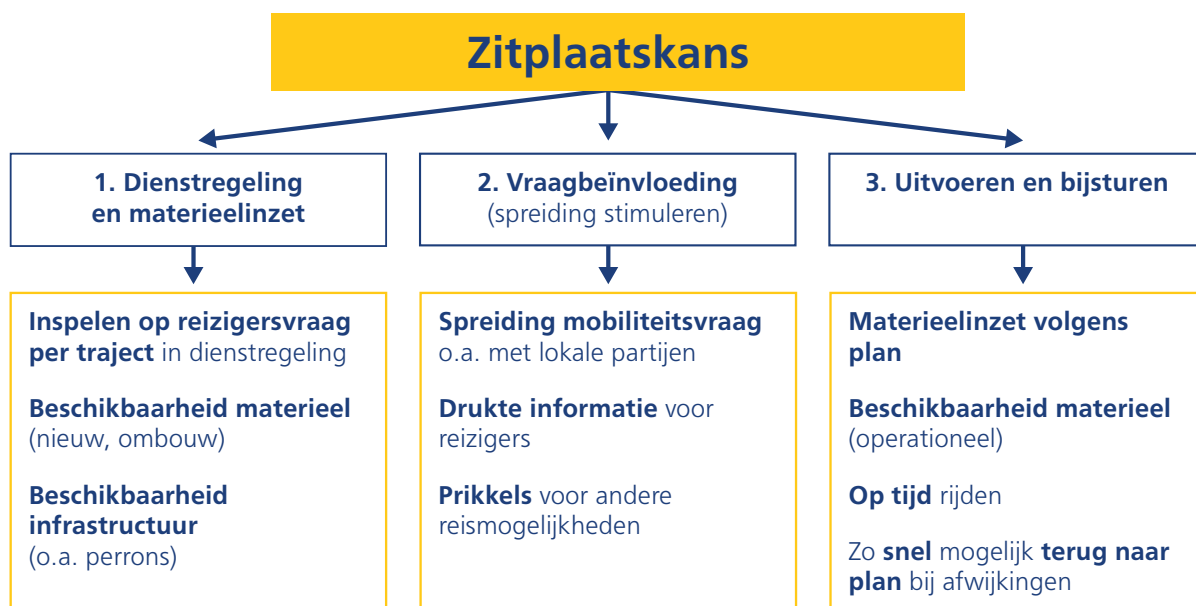 Zitplaatskans
1. Dienstregeling
en materieelinzet
2. Vraagbeïnvloeding
(spreiding stimuleren)
3. Uitvoeren en bijsturen
Inspelen op reizigersvraag
per traject in dienstregeling
Beschikbaarheid materieel
(nieuw, ombouw)
Beschikbaarheid
infrastructuur
(o.a. perrons)
Spreiding mobiliteitsvraag
o.a. met lokale partijen
Drukte informatie voor
reizigers
Prikkels voor andere
reismogelijkheden
Materieelinzet volgens
plan
Beschikbaarheid materieel
(operationeel)
Op tijd rijden
Zo snel mogelijk terug naar
plan bij afwijkingen